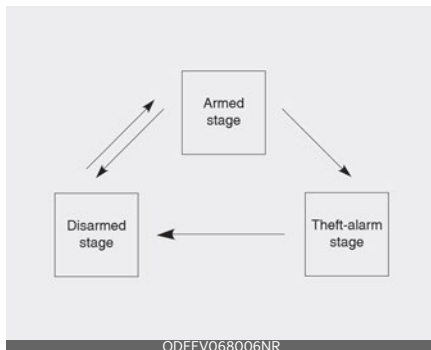 Armed
stage
Disarmed
stage
Theft-alarm
stage
ODEEV068006NR